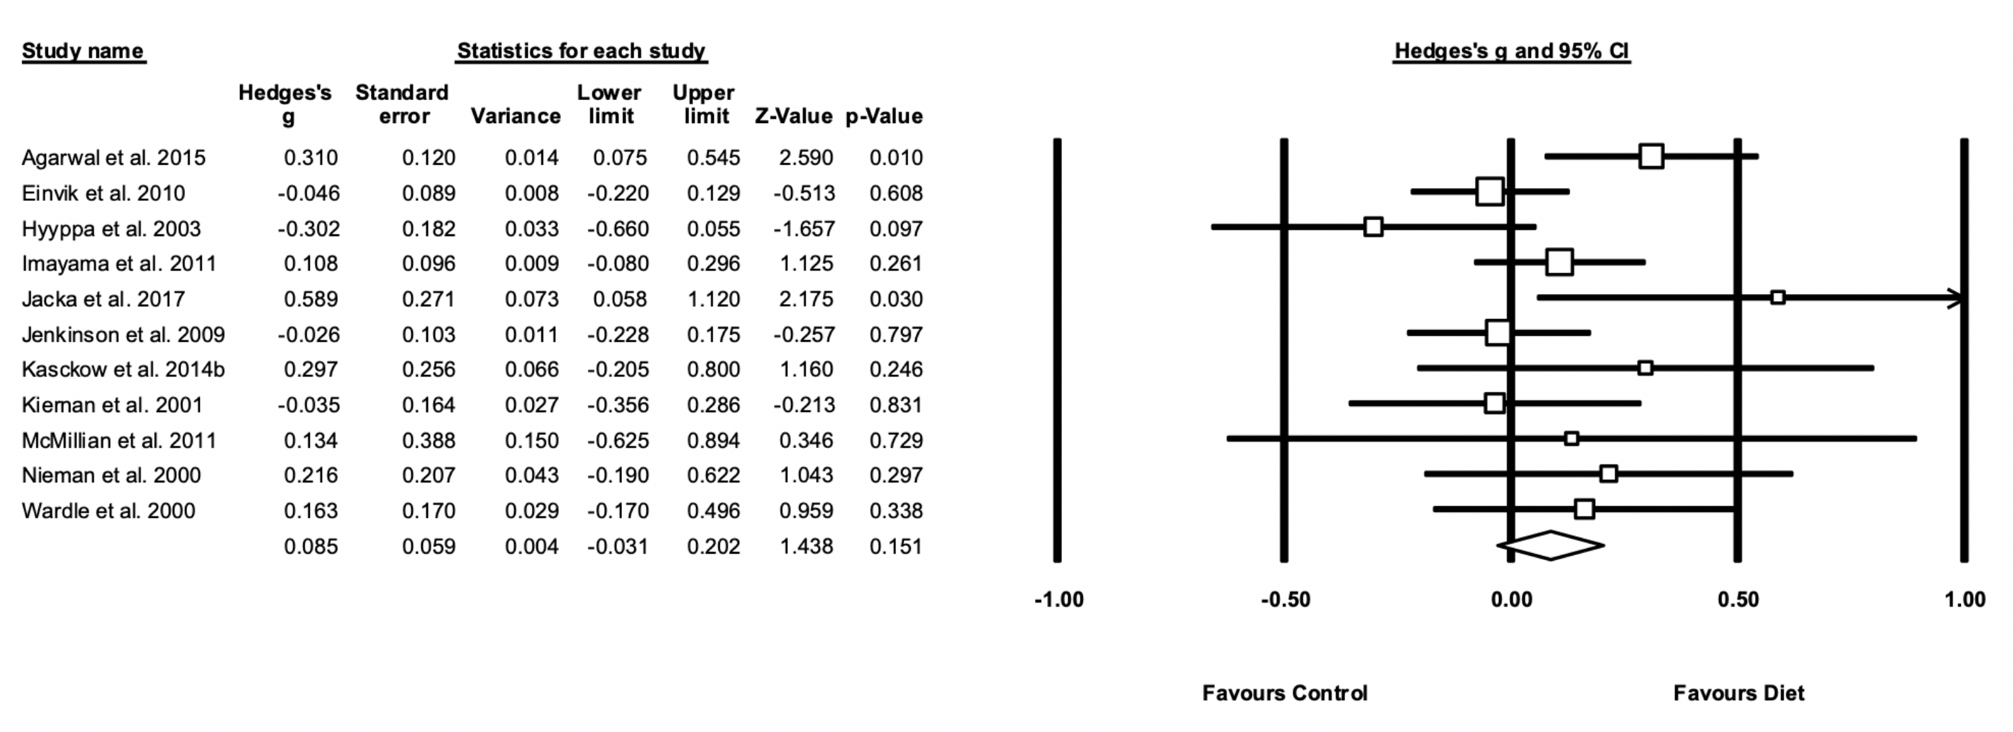 Study name Statistics for each study Hedges's g and 95% CI
Hedges's Standard Lower Upper
g error Variance limit limit Z-Value p-Value
Agarwal et al. 2015 0.310 0.120 0.014 0.075 0.545 2.590 0.010
Einvik et al. 2010 -0.046 0.089 0.008 -0.220 0.129 -0.513 0.608
Hyyppa et al. 2003 -0.302 0.182 0.033 -0.660 0.055 -1.657 0.097
Imayama et al. 2011 0.108 0.096 0.009 -0.080 0.296 1.125 0.261
Jacka et al. 2017 0.589 0.271 0.073 0.058 1.120 2.175 0.030
Jenkinson et al. 2009 -0.026 0.103 0.011 -0.228 0.175 -0.257 0.797
Kasckow et al. 2014b 0.297 0.256 0.066 -0.205 0.800 1.160 0.246
Kiernan et al. 2001 -0.035 0.164 0.027 -0.356 0.286 -0.213 0.831
McMillian et al. 2011 0.134 0.388 0.150 -0.625 0.894 0.346 0.729
Nieman et al. 2000 0.216 0.207 0.043 -0.190 0.622 1.043 0.297
Wardle et al. 2000 0.163 0.170 0.029 -0.170 0.496 0.959 0.338
0.085 0.059 0.004 -0.031 0.202 1.438 0.151
-1.00 -0.50 0.00 0.50 1.00
Favours Control Favours Diet